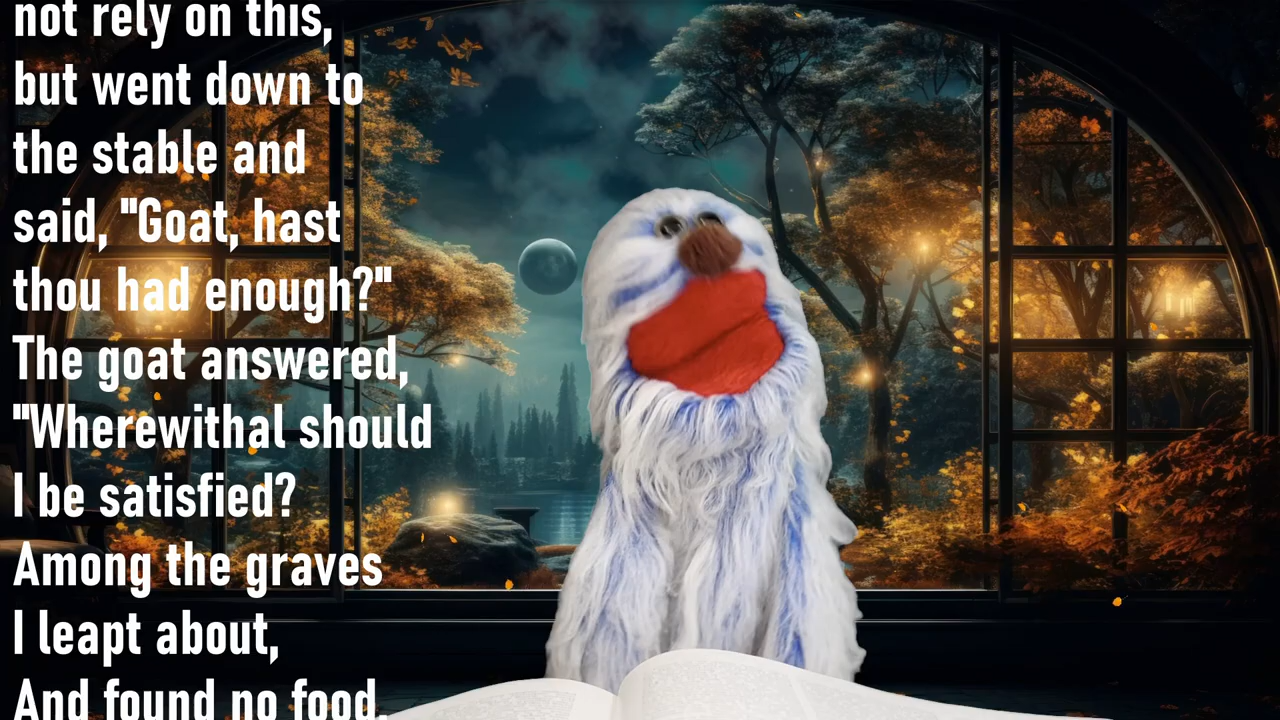 not rely on this,
but went down to
the stable and
said, "Goat, hast
thou had enough?"
The goat answered,
"Wherewithal should
I be satisfied?
Among the graves
I leapt about,
And found no food,